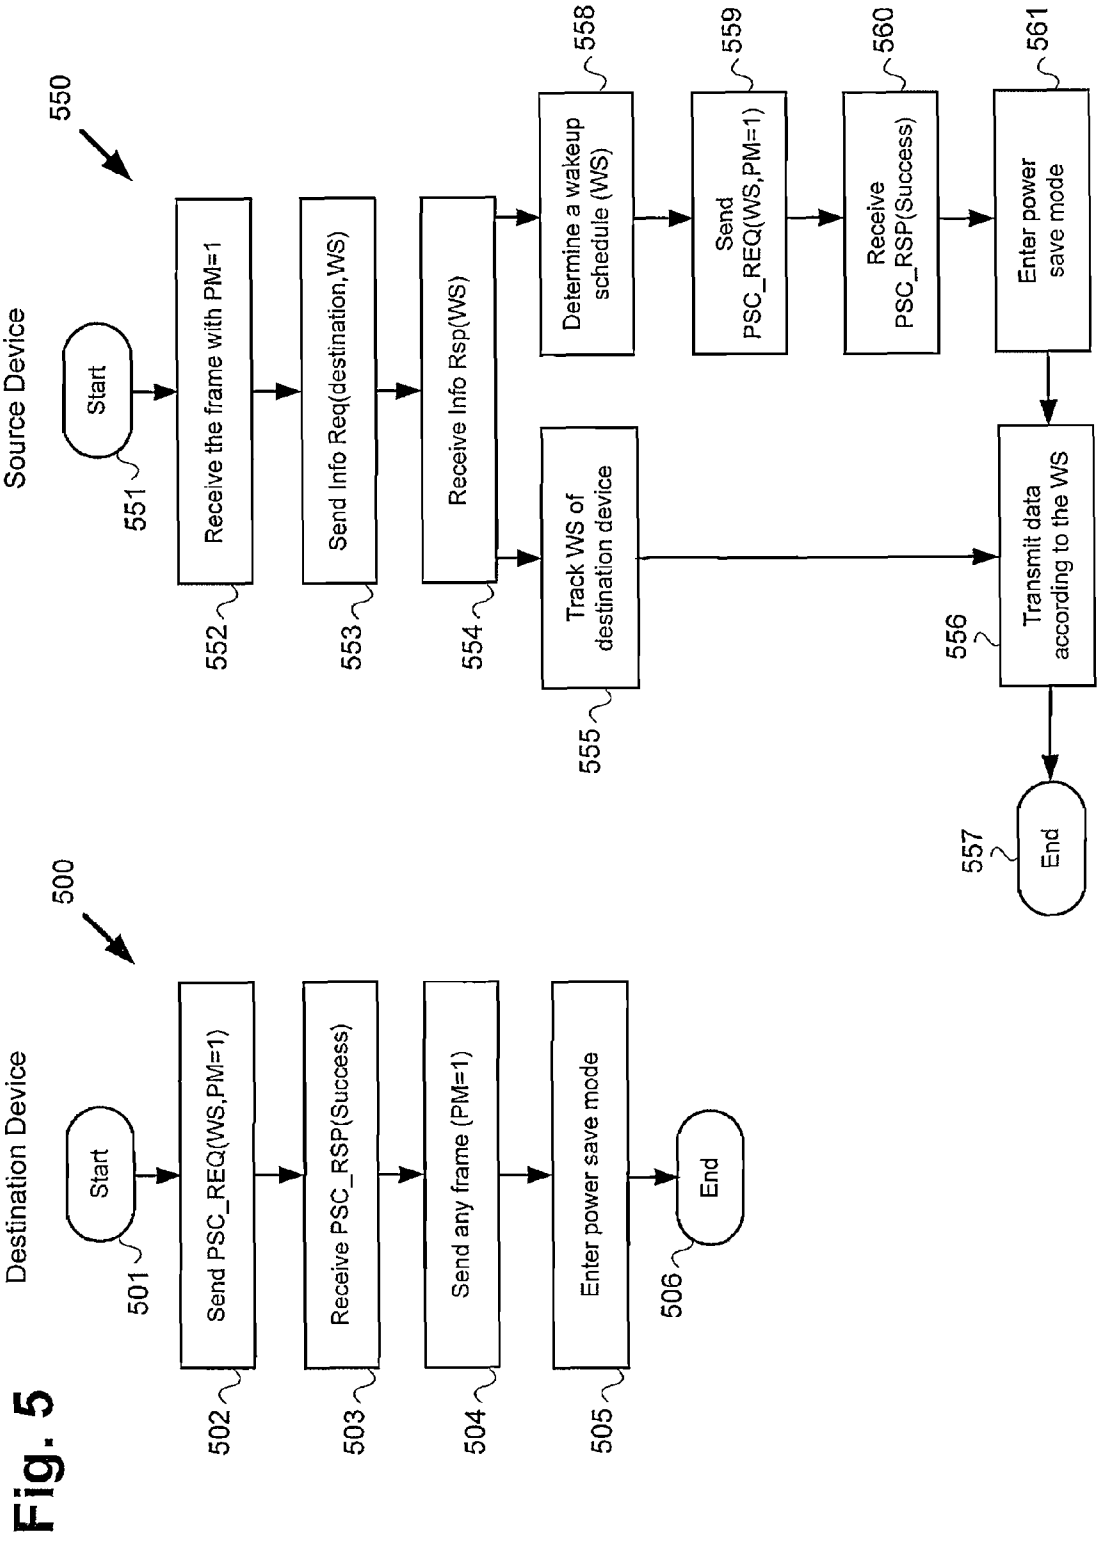 Fig. 5
Destination Device
500
Start
501
Send PSC_REQ(WS,PM=1)
502
Receive PSC_RSP(Success)
503
Send any frame (PM=1)
504
Enter power save mode
505
End
506
Source Device
550
Start
551
Receive the frame with PM=1
552
Send Info Req(destination,WS)
553
Receive Info Rsp(WS)
554
Track WS of
destination device
555
Determine a wakeup
schedule (WS)
558
Send
PSC_REQ(WS,PM=1)
559
Receive
PSC_RSP(Success)
560
Enter power
save mode
561
Transmit data
according to the WS
556
End
557